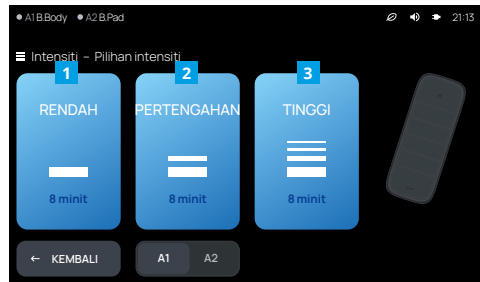 A1 B.Body A2 B.Pad 21:13
Intensiti – Pilihan intensiti
1 2 3
RENDAH PERTENGAHAN TINGGI
8 minit 8 minit 8 minit
← KEMBALI A1 A2